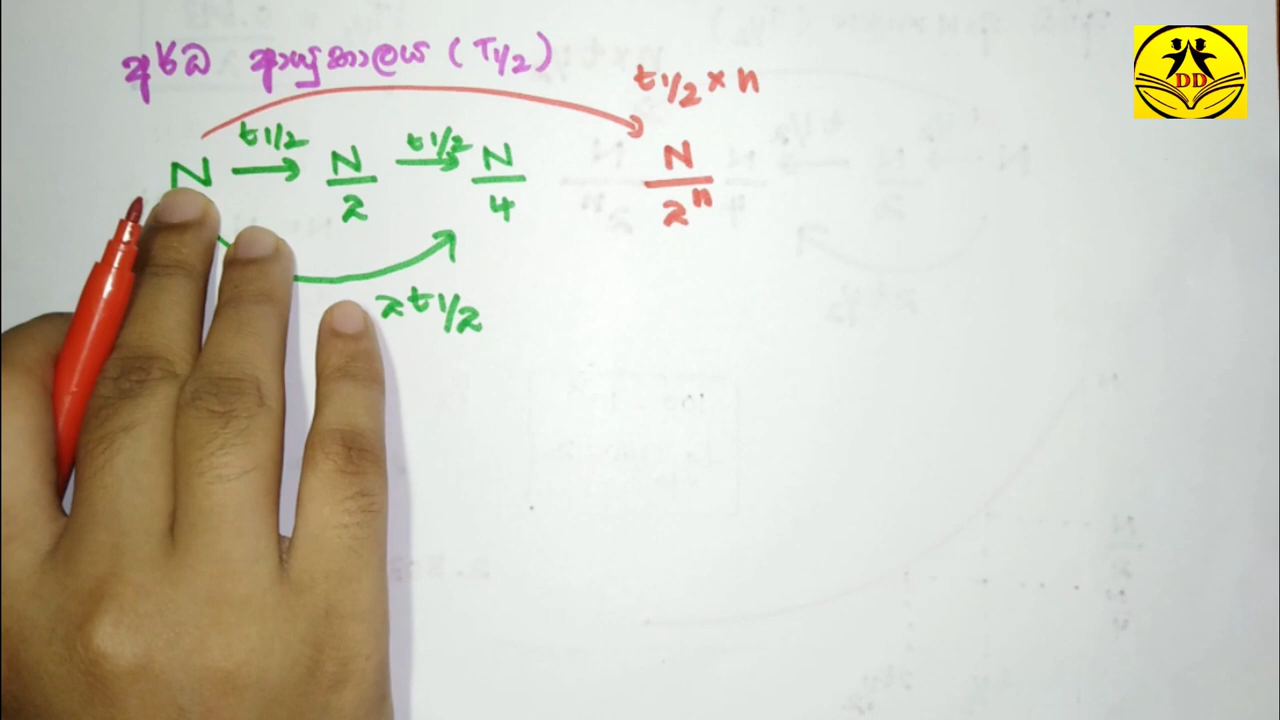 අර්ධ ආයුකාලය (T1/2)
t1/2 × n
N t1/2 → N/2 t1/2 → N/4 N/2ⁿ
2t1/2
DD